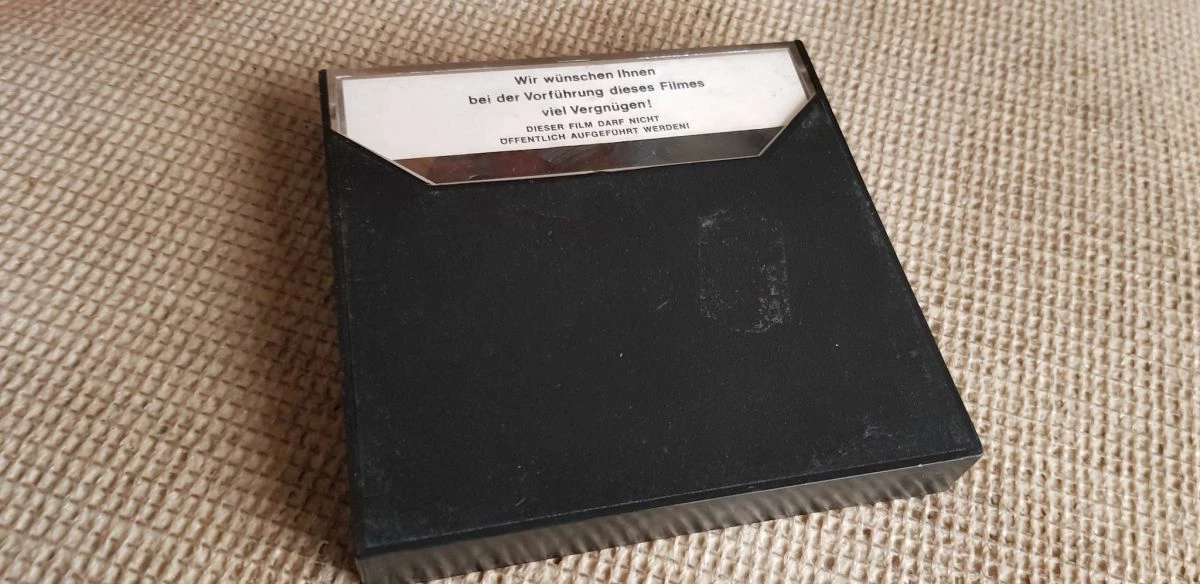 Wir wünschen Ihnen
bei der Vorführung dieses Filmes
viel Vergnügen!
DIESER FILM DARF NICHT
ÖFFENTLICH AUFGEFÜHRT WERDEN!